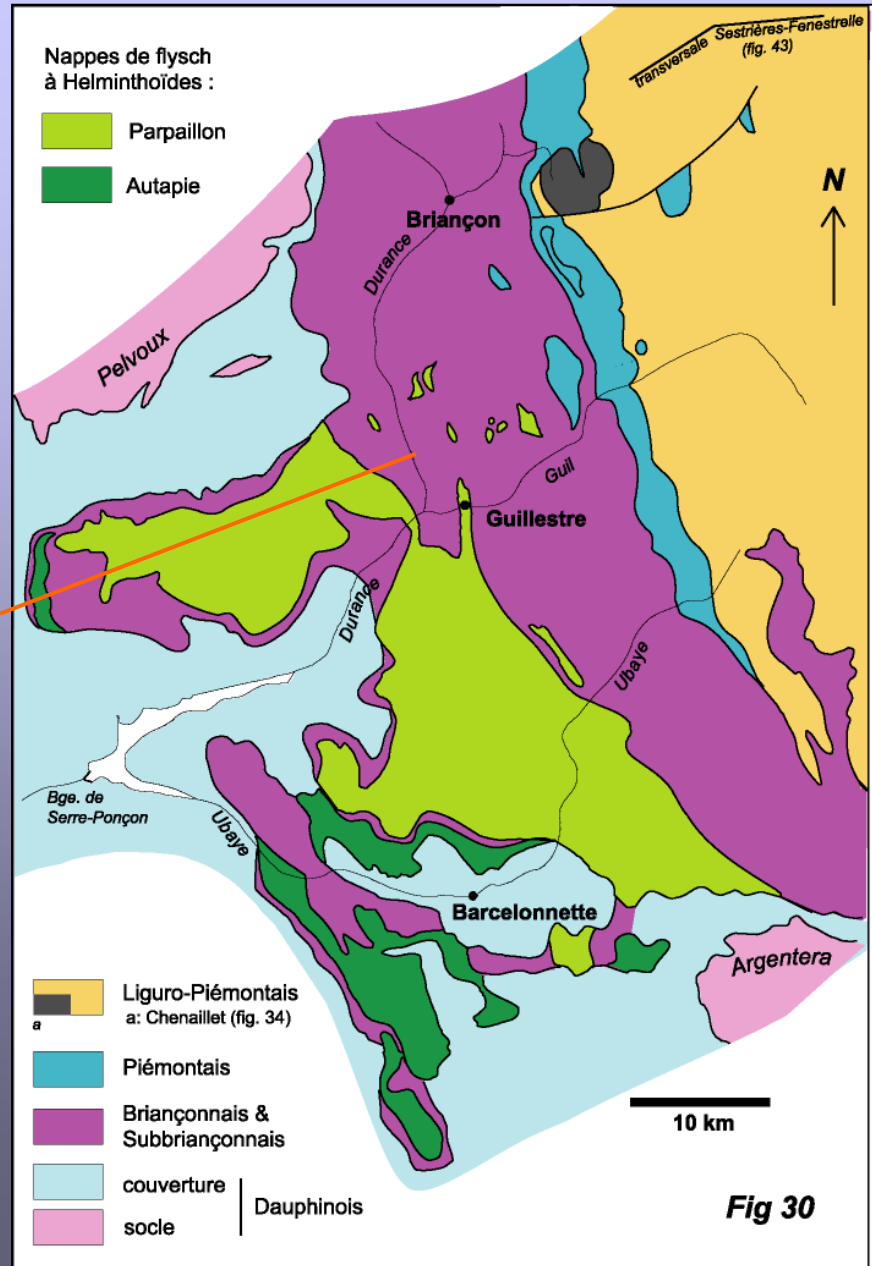 Nappes de flysch
à Helminthoïdes :
Parpaillon
Autapie
transversale Sestrières-Fenestrelle
(fig. 43)
N
Briançon
Durance
Pelvoux
Guil
Guillestre
Durance
Ubaye
Bge. de
Serre-Ponçon
Ubaye
Barcelonnette
Argentera
Liguro-Piémontais
a: Chenaillet (fig. 34)
a
Piémontais
Briançonnais &
Subbriançonnais
couverture
Dauphinois
socle
10 km
Fig 30